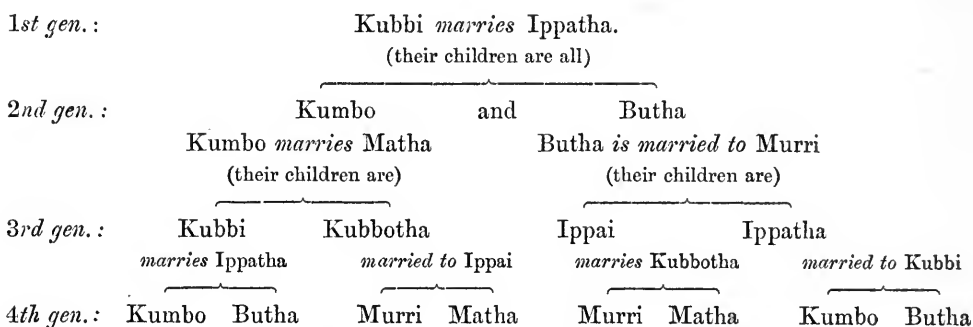 1st gen.: Kubbi marries Ippatha.
(their children are all)
2nd gen.: Kumbo and Butha
Kumbo marries Matha Butha is married to Murri
(their children are) (their children are)
3rd gen.: Kubbi Kubbotha Ippai Ippatha
marries Ippatha married to Ippai marries Kubbotha married to Kubbi
4th gen.: Kumbo Butha Murri Matha Murri Matha Kumbo Butha